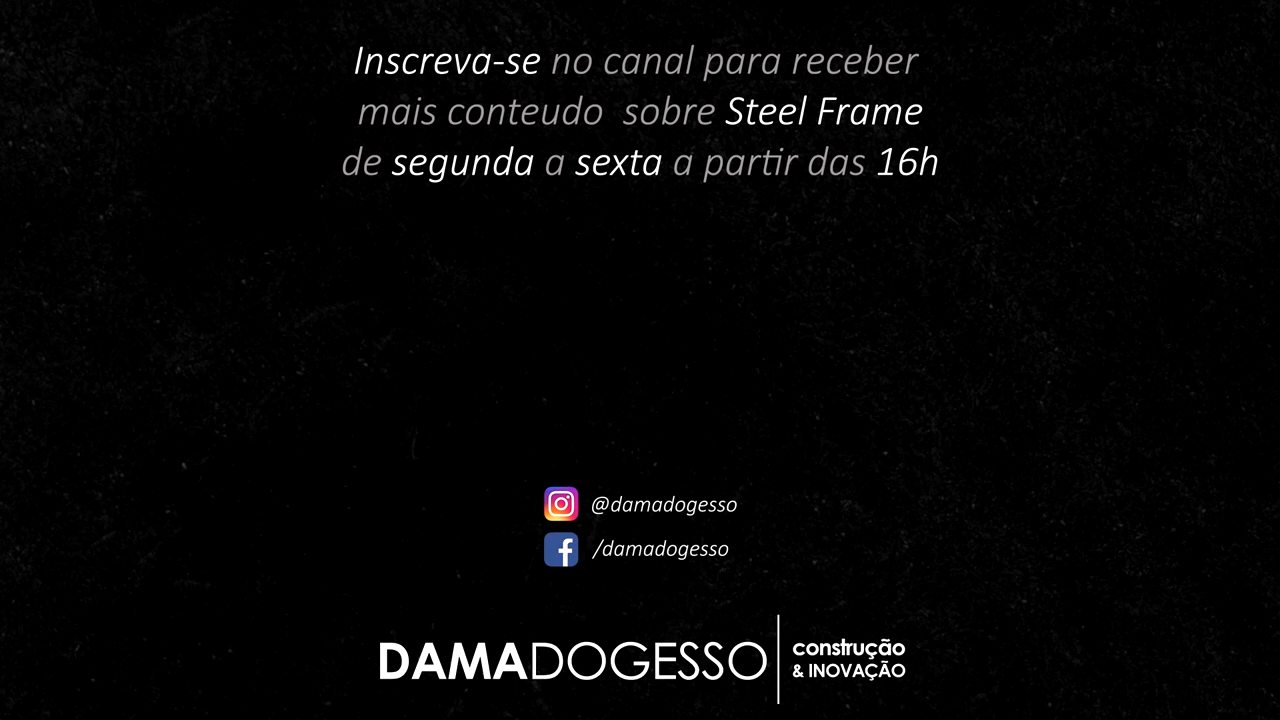 Inscreva-se no canal para receber
mais conteudo sobre Steel Frame
de segunda a sexta a partir das 16h
@damadogesso
/damadogesso
DAMADOGESSO
construção
& INOVAÇÃO